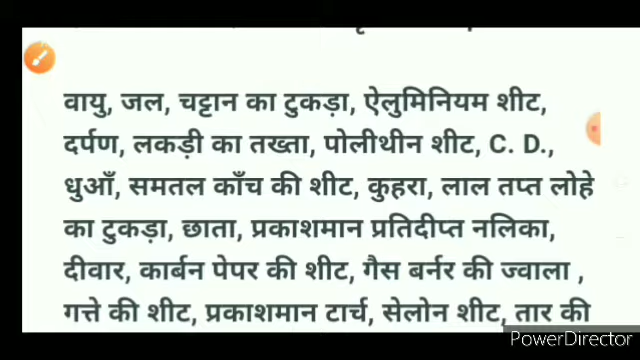 वायु, जल, चट्टान का टुकड़ा, ऐलुमिनियम शीट,
दर्पण, लकड़ी का तख्ता, पोलीथीन शीट, C. D.,
धुआँ, समतल काँच की शीट, कुहरा, लाल तप्त लोहे
का टुकड़ा, छाता, प्रकाशमान प्रतिदीप्त नलिका,
दीवार, कार्बन पेपर की शीट, गैस बर्नर की ज्वाला ,
गत्ते की शीट, प्रकाशमान टार्च, सेलोन शीट, तार की
PowerDirector